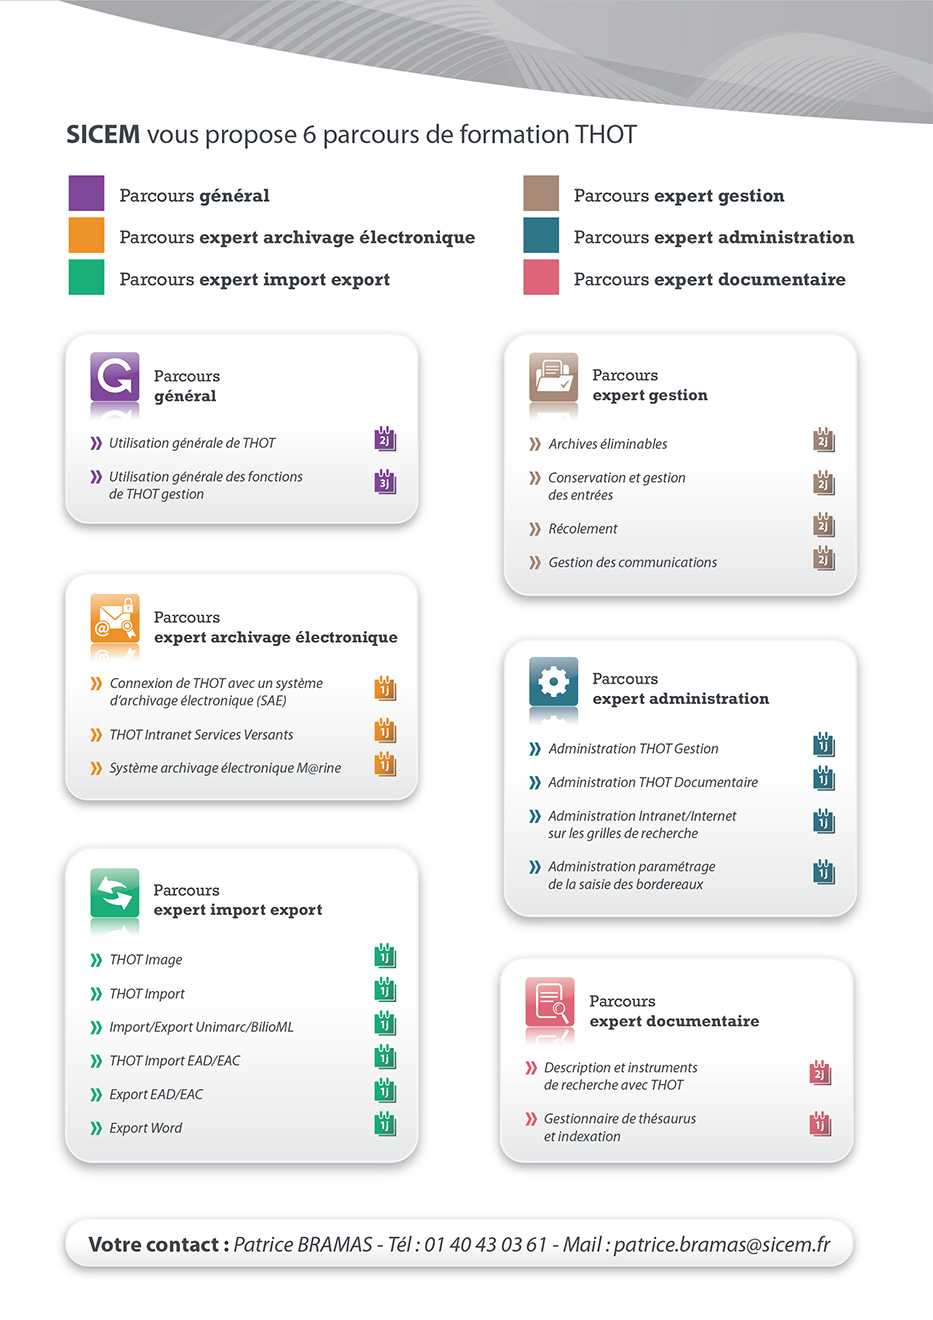 SICEM vous propose 6 parcours de formation THOT
Parcours général
Parcours expert archivage électronique
Parcours expert import export
Parcours expert gestion
Parcours expert administration
Parcours expert documentaire
Parcours
général
Utilisation générale de THOT
2j
Utilisation générale des fonctions
de THOT gestion
3j
Parcours
expert archivage électronique
Connexion de THOT avec un système
d'archivage électronique (SAE)
1j
THOT Intranet Services Versants
1j
Système archivage électronique M@rine
1j
Parcours
expert import export
THOT Image
1j
THOT Import
1j
Import/Export Unimarc/BilioML
1j
THOT Import EAD/EAC
1j
Export EAD/EAC
1j
Export Word
1j
Parcours
expert gestion
Archives éliminables
2j
Conservation et gestion
des entrées
2j
Récolement
2j
Gestion des communications
2j
Parcours
expert administration
Administration THOT Gestion
1j
Administration THOT Documentaire
1j
Administration Intranet/Internet
sur les grilles de recherche
1j
Administration paramétrage
de la saisie des bordereaux
1j
Parcours
expert documentaire
Description et instruments
de recherche avec THOT
2j
Gestionnaire de thésaurus
et indexation
1j
Votre contact : Patrice BRAMAS - Tél : 01 40 43 03 61 - Mail : patrice.bramas@sicem.fr